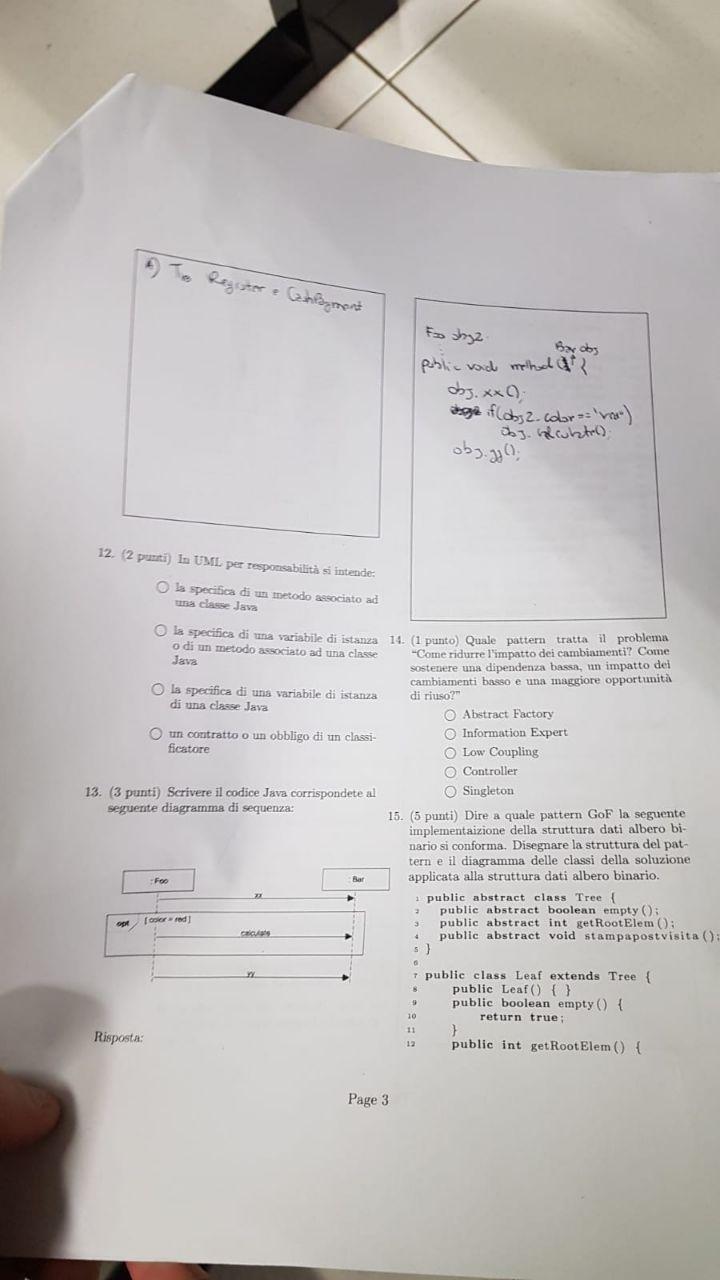 Register e CashPayment
Foo obj2
Bar obj
public void method() {
obj.xx();
if(obj2.color == "
obj.
obj.yy();
12. (2 punti) In UML per responsabilità si intende:
la specifica di un metodo associato ad
una classe Java
la specifica di una variabile di istanza
o di un metodo associato ad una classe
Java
la specifica di una variabile di istanza
di una classe Java
un contratto o un obbligo di un classi-
ficatore
13. (3 punti) Scrivere il codice Java corrispondete al
seguente diagramma di sequenza:
:Foo
:Bar
xx
opt
[color = red]
calculate
yy
Risposta:
14. (1 punto) Quale pattern tratta il problema
"Come ridurre l'impatto dei cambiamenti? Come
sostenere una dipendenza bassa, un impatto dei
cambiamenti basso e una maggiore opportunità
di riuso?"
Abstract Factory
Information Expert
Low Coupling
Controller
Singleton
15. (5 punti) Dire a quale pattern GoF la seguente
implementaizione della struttura dati albero bi-
nario si conforma. Disegnare la struttura del pat-
tern e il diagramma delle classi della soluzione
applicata alla struttura dati albero binario.
1 public abstract class Tree {
2 public abstract boolean empty();
3 public abstract int getRootElem();
4 public abstract void stampapostvisita();
5 }
6
7 public class Leaf extends Tree {
8 public Leaf() { }
9 public boolean empty() {
10 return true;
11 }
12 public int getRootElem() {
Page 3